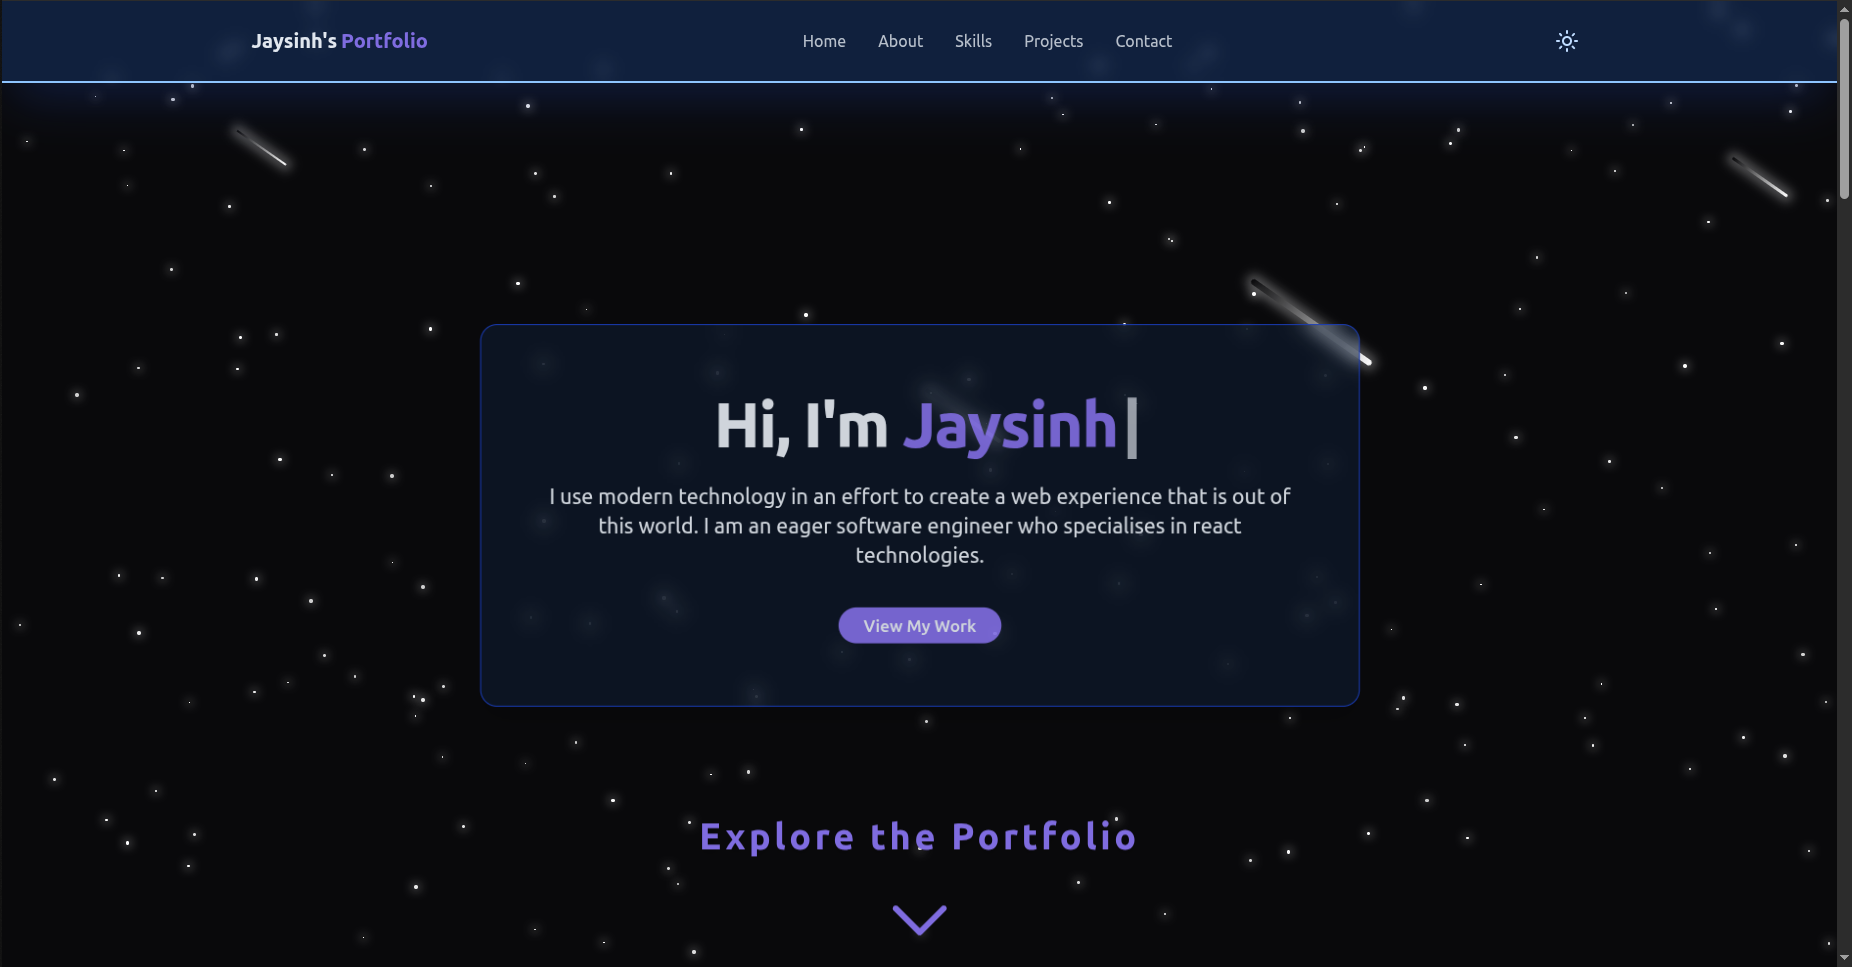 Jaysinh's Portfolio
Home About Skills Projects Contact
Hi, I'm Jaysinh|
I use modern technology in an effort to create a web experience that is out of
this world. I am an eager software engineer who specialises in react
technologies.
View My Work
Explore the Portfolio